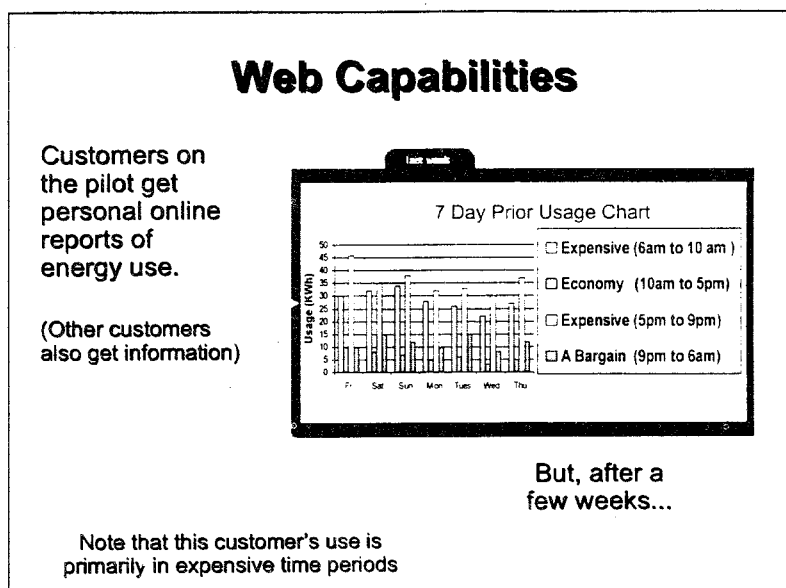 Web Capabilities
Customers on
the pilot get
personal online
reports of
energy use.
(Other customers
also get information)
last week
7 Day Prior Usage Chart
Usage (KWh)
50
45
40
35
30
25
20
15
10
5
0
Fr Sat Sun Mon Tues Wed Thu
Expensive (6am to 10 am )
Economy (10am to 5pm)
Expensive (5pm to 9pm)
A Bargain (9pm to 6am)
But, after a
few weeks...
Note that this customer's use is
primarily in expensive time periods